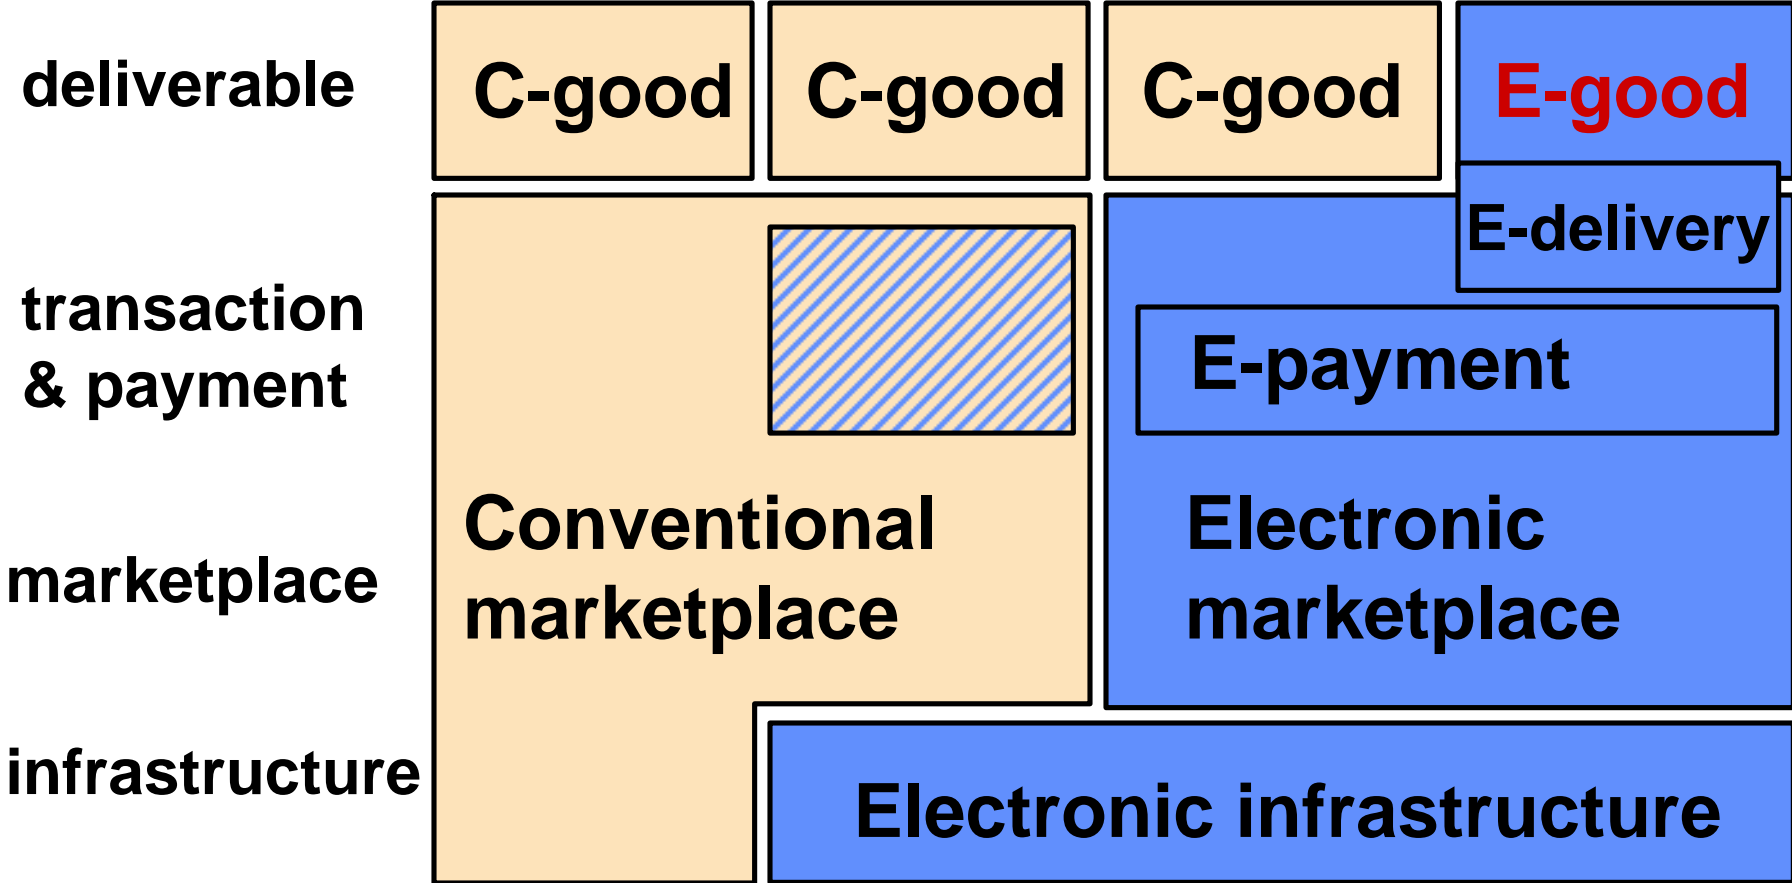 deliverable
C-good
C-good
C-good
E-good
E-delivery
transaction
& payment
E-payment
Conventional
marketplace
Electronic
marketplace
marketplace
infrastructure
Electronic infrastructure